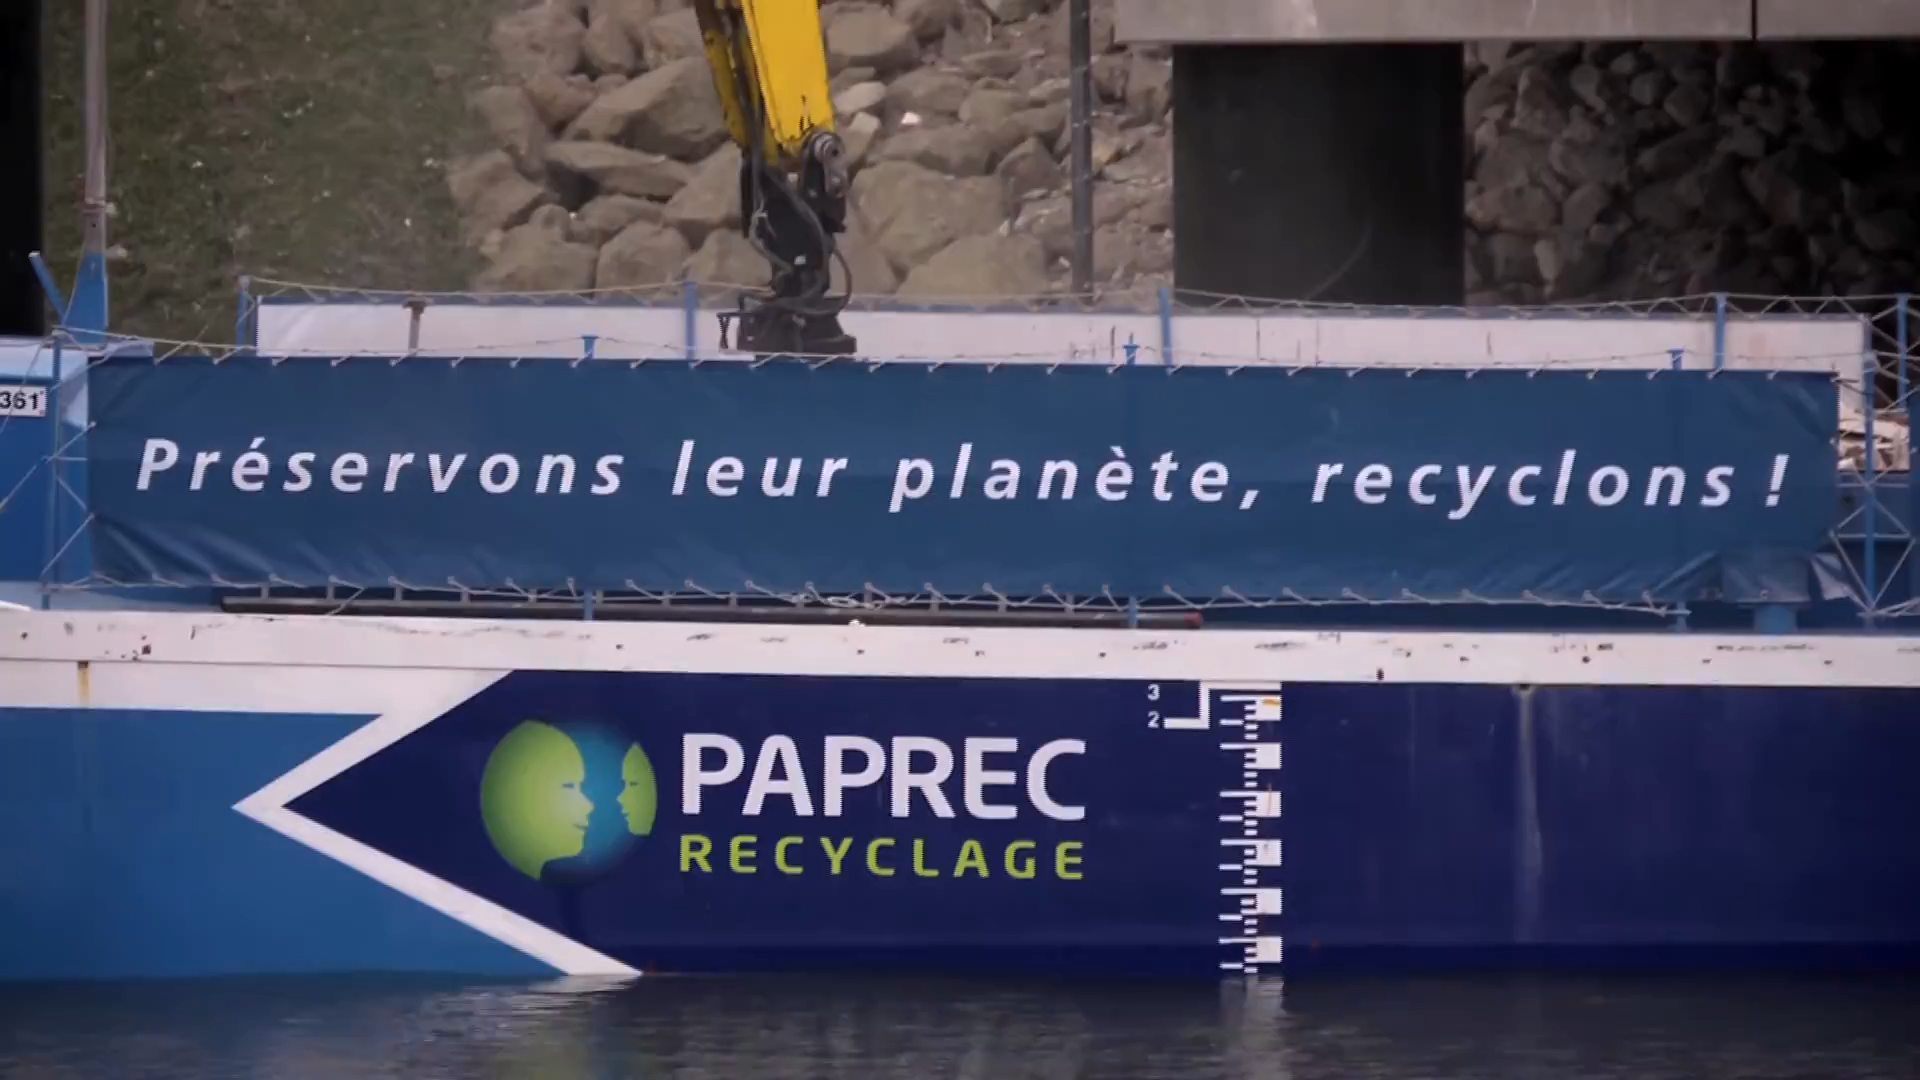 361
Préservons leur planète, recyclons !
3
2
PAPREC
RECYCLAGE